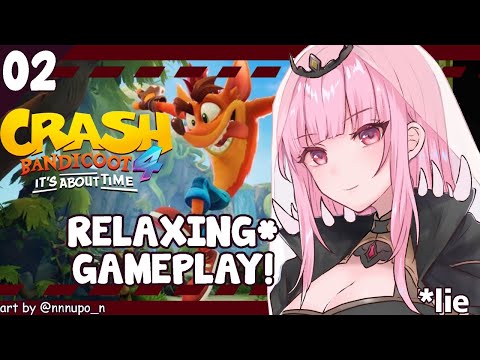 02
CRASH
BANDICOOT 4
IT'S ABOUT TIME
RELAXING*
GAMEPLAY!
*lie
art by @nnnupo_n